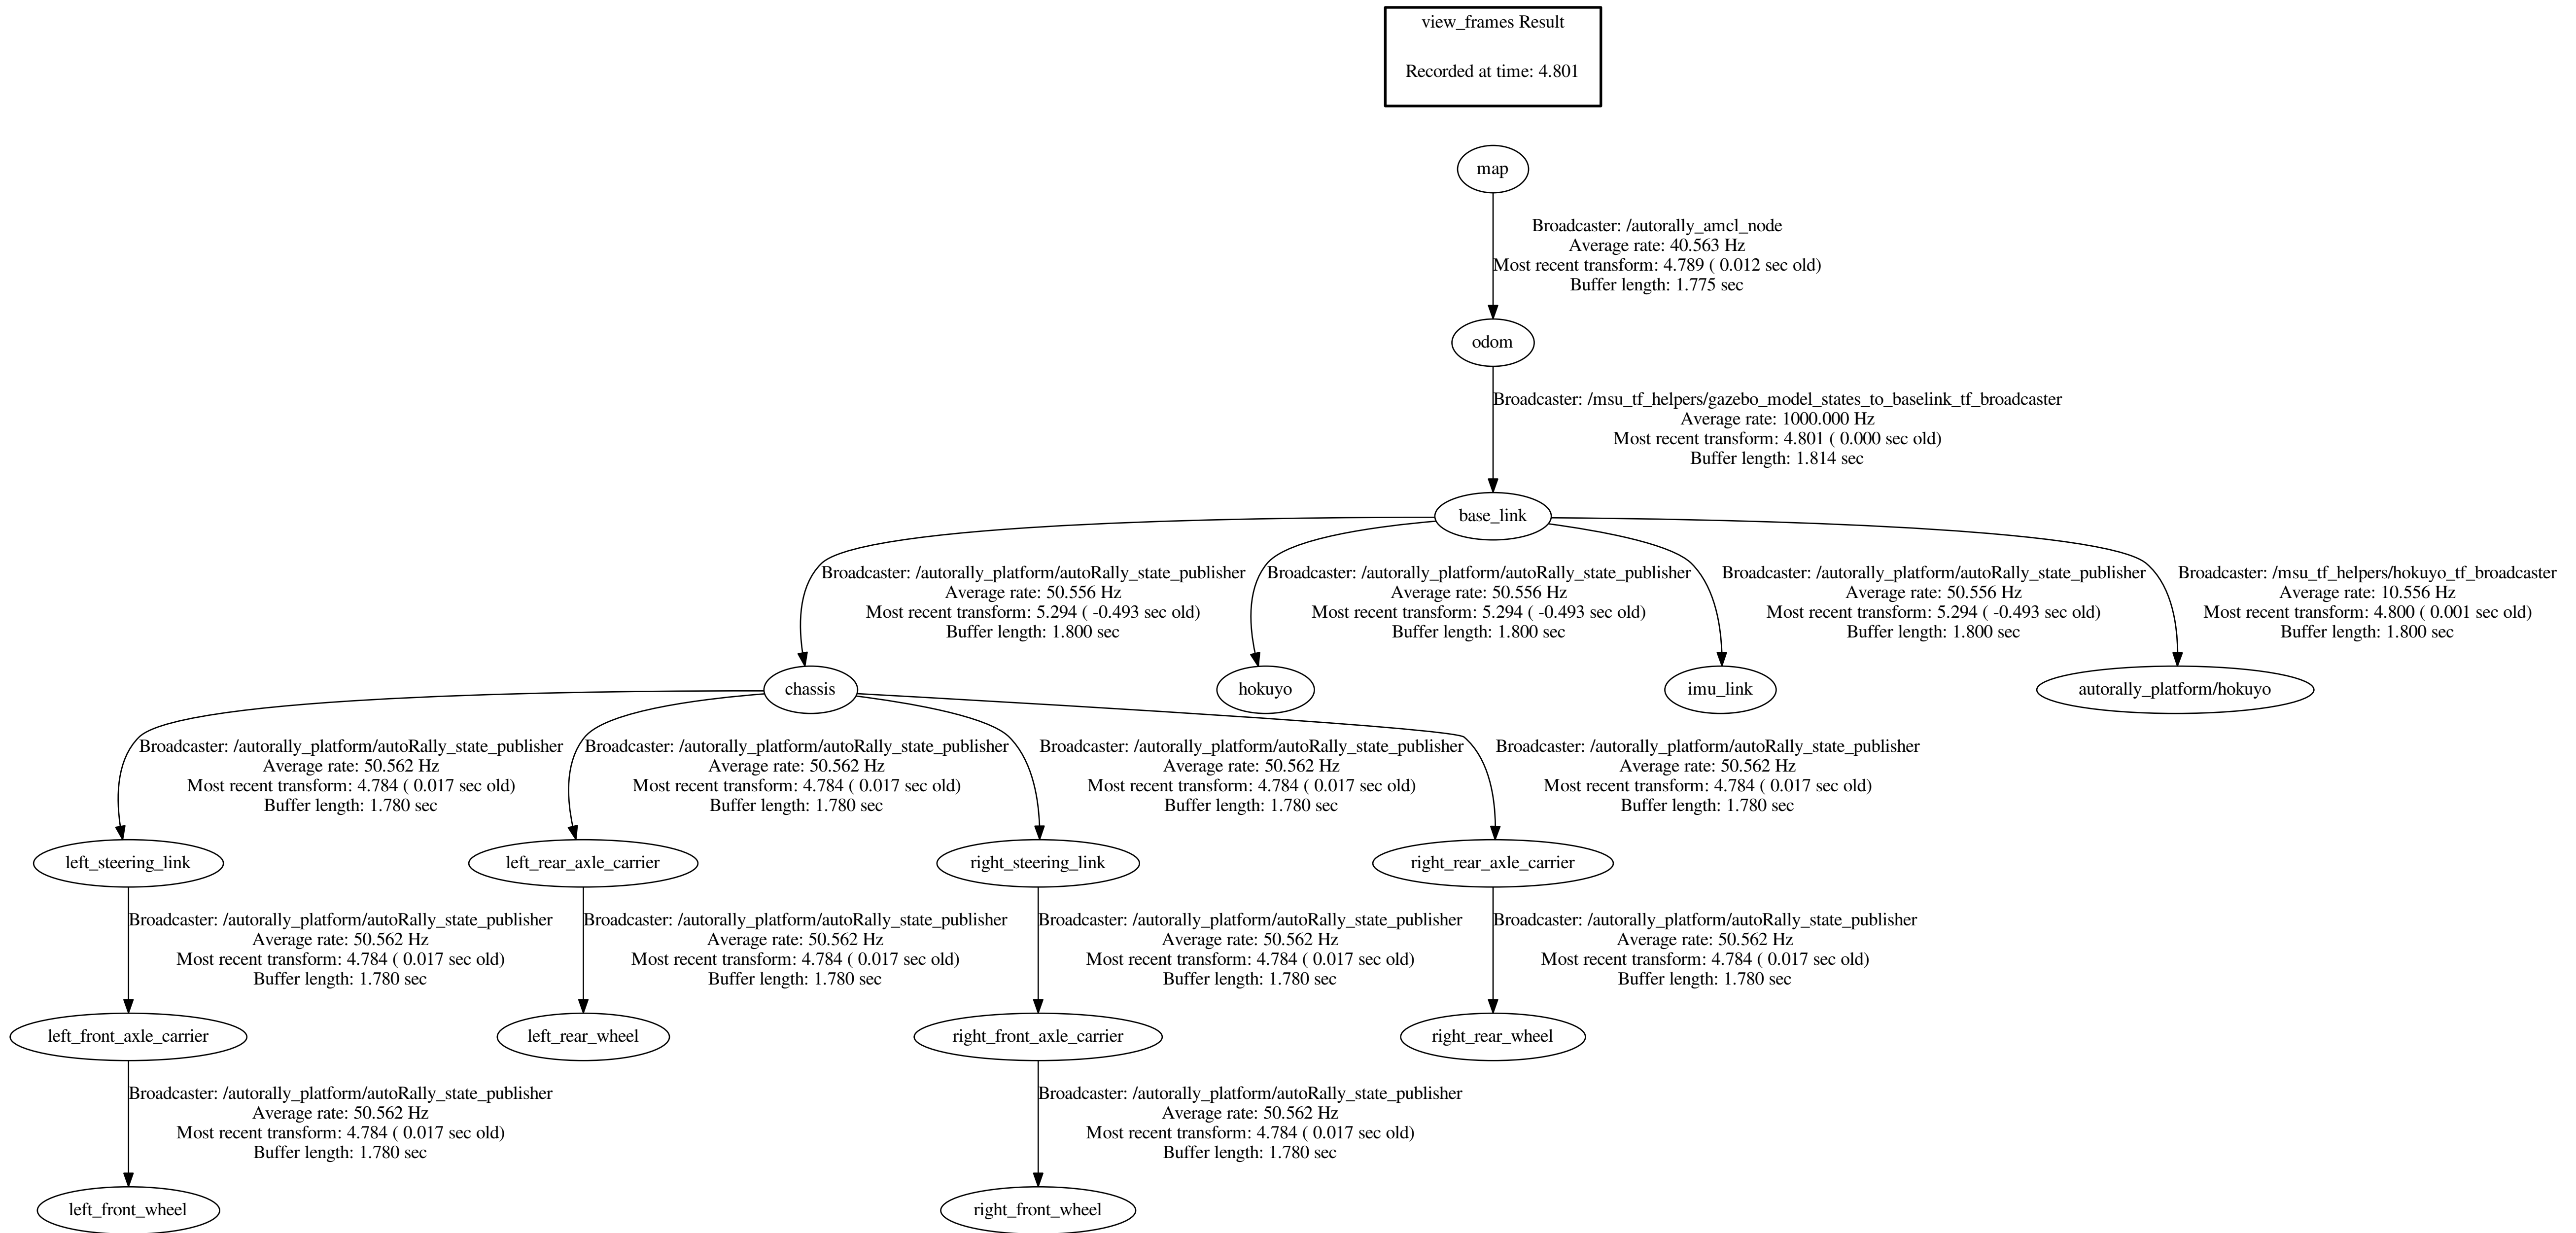 view_frames Result
Recorded at time: 4.801
map
Broadcaster: /autorally_amcl_node
Average rate: 40.563 Hz
Most recent transform: 4.789 ( 0.012 sec old)
Buffer length: 1.775 sec
odom
Broadcaster: /msu_tf_helpers/gazebo_model_states_to_baselink_tf_broadcaster
Average rate: 1000.000 Hz
Most recent transform: 4.801 ( 0.000 sec old)
Buffer length: 1.814 sec
base_link
Broadcaster: /autorally_platform/autoRally_state_publisher
Average rate: 50.556 Hz
Most recent transform: 5.294 ( -0.493 sec old)
Buffer length: 1.800 sec
Broadcaster: /autorally_platform/autoRally_state_publisher
Average rate: 50.556 Hz
Most recent transform: 5.294 ( -0.493 sec old)
Buffer length: 1.800 sec
Broadcaster: /autorally_platform/autoRally_state_publisher
Average rate: 50.556 Hz
Most recent transform: 5.294 ( -0.493 sec old)
Buffer length: 1.800 sec
Broadcaster: /msu_tf_helpers/hokuyo_tf_broadcaster
Average rate: 10.556 Hz
Most recent transform: 4.800 ( 0.001 sec old)
Buffer length: 1.800 sec
chassis
hokuyo
imu_link
autorally_platform/hokuyo
Broadcaster: /autorally_platform/autoRally_state_publisher
Average rate: 50.562 Hz
Most recent transform: 4.784 ( 0.017 sec old)
Buffer length: 1.780 sec
Broadcaster: /autorally_platform/autoRally_state_publisher
Average rate: 50.562 Hz
Most recent transform: 4.784 ( 0.017 sec old)
Buffer length: 1.780 sec
Broadcaster: /autorally_platform/autoRally_state_publisher
Average rate: 50.562 Hz
Most recent transform: 4.784 ( 0.017 sec old)
Buffer length: 1.780 sec
Broadcaster: /autorally_platform/autoRally_state_publisher
Average rate: 50.562 Hz
Most recent transform: 4.784 ( 0.017 sec old)
Buffer length: 1.780 sec
left_steering_link
left_rear_axle_carrier
right_steering_link
right_rear_axle_carrier
Broadcaster: /autorally_platform/autoRally_state_publisher
Average rate: 50.562 Hz
Most recent transform: 4.784 ( 0.017 sec old)
Buffer length: 1.780 sec
Broadcaster: /autorally_platform/autoRally_state_publisher
Average rate: 50.562 Hz
Most recent transform: 4.784 ( 0.017 sec old)
Buffer length: 1.780 sec
Broadcaster: /autorally_platform/autoRally_state_publisher
Average rate: 50.562 Hz
Most recent transform: 4.784 ( 0.017 sec old)
Buffer length: 1.780 sec
Broadcaster: /autorally_platform/autoRally_state_publisher
Average rate: 50.562 Hz
Most recent transform: 4.784 ( 0.017 sec old)
Buffer length: 1.780 sec
left_front_axle_carrier
left_rear_wheel
right_front_axle_carrier
right_rear_wheel
Broadcaster: /autorally_platform/autoRally_state_publisher
Average rate: 50.562 Hz
Most recent transform: 4.784 ( 0.017 sec old)
Buffer length: 1.780 sec
Broadcaster: /autorally_platform/autoRally_state_publisher
Average rate: 50.562 Hz
Most recent transform: 4.784 ( 0.017 sec old)
Buffer length: 1.780 sec
left_front_wheel
right_front_wheel